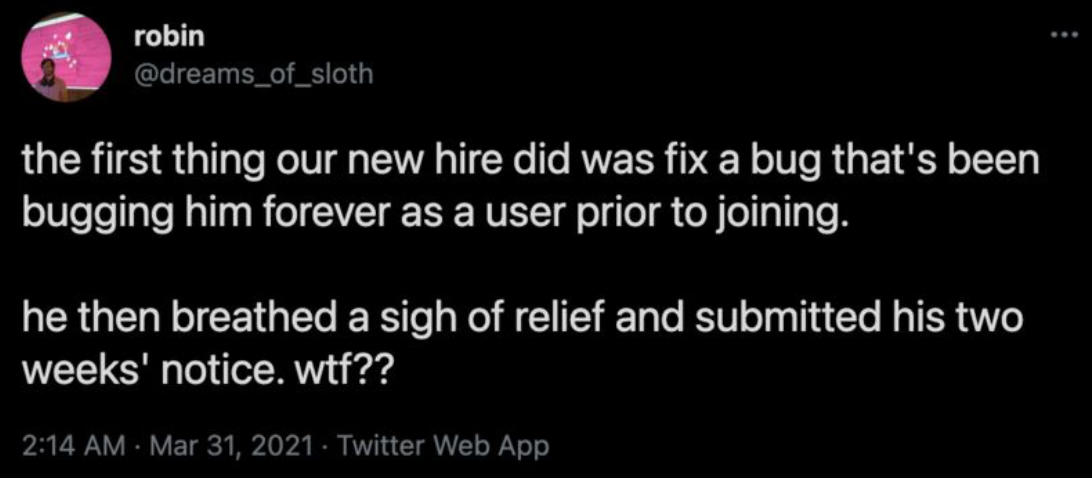 robin
@dreams_of_sloth
the first thing our new hire did was fix a bug that's been
bugging him forever as a user prior to joining.
he then breathed a sigh of relief and submitted his two
weeks' notice. wtf??
2:14 AM · Mar 31, 2021 · Twitter Web App